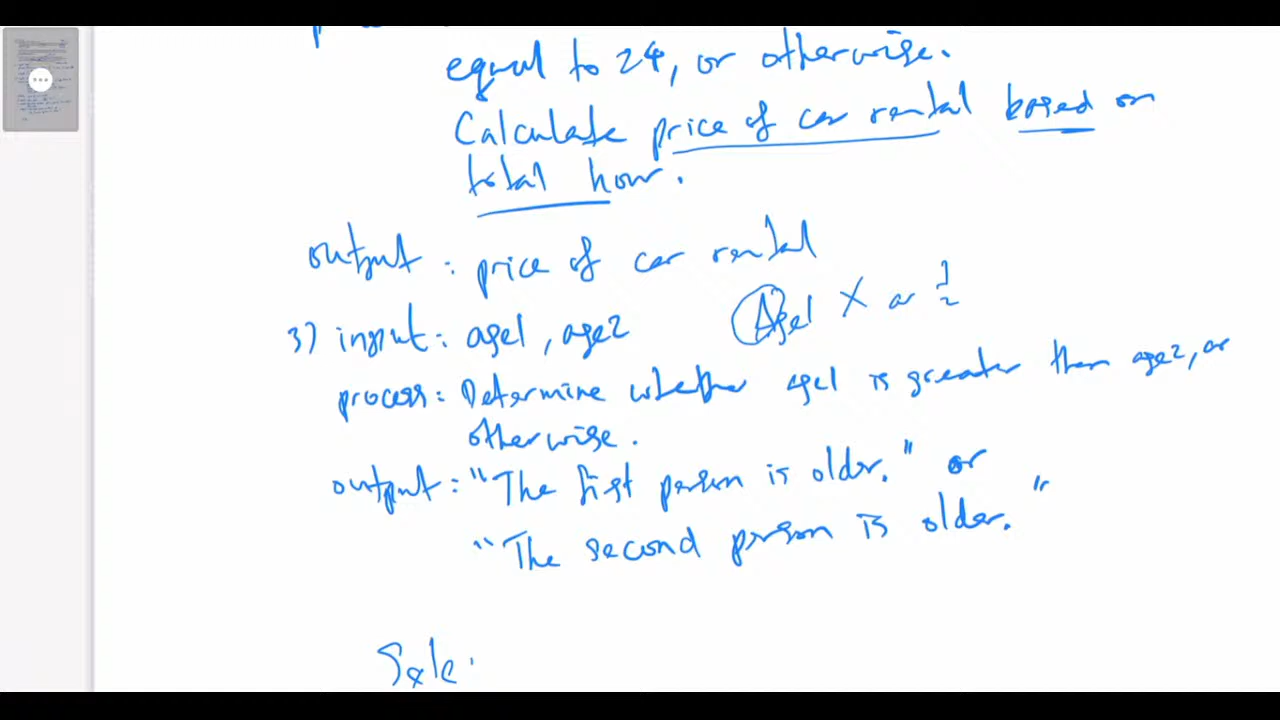 equal to 24, or otherwise.
Calculate price of car rental based on
total hour.
output : price of car rental
3) input : age1, age2 Age1 X or 1/2
process : Determine whether age1 is greater than age2, or
otherwise.
output : "The first person is older." or
"The second person is older."